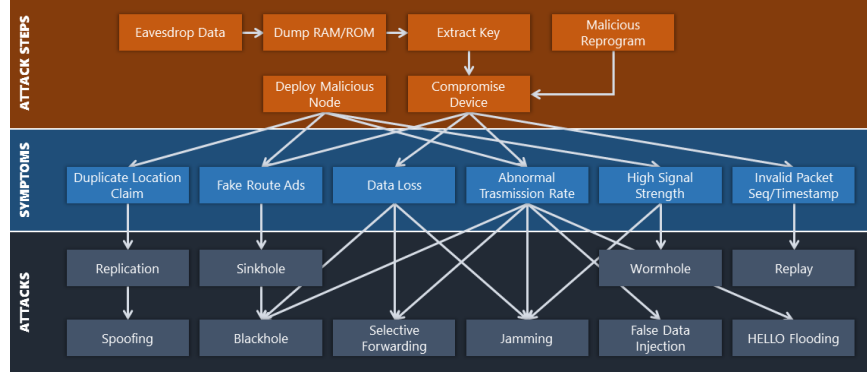 ATTACK STEPS
Eavesdrop Data
Dump RAM/ROM
Extract Key
Malicious
Reprogram
Deploy Malicious
Node
Compromise
Device
SYMPTOMS
Duplicate Location
Claim
Fake Route Ads
Data Loss
Abnormal
Trasmission Rate
High Signal
Strength
Invalid Packet
Seq/Timestamp
ATTACKS
Replication
Sinkhole
Wormhole
Replay
Spoofing
Blackhole
Selective
Forwarding
Jamming
False Data
Injection
HELLO Flooding